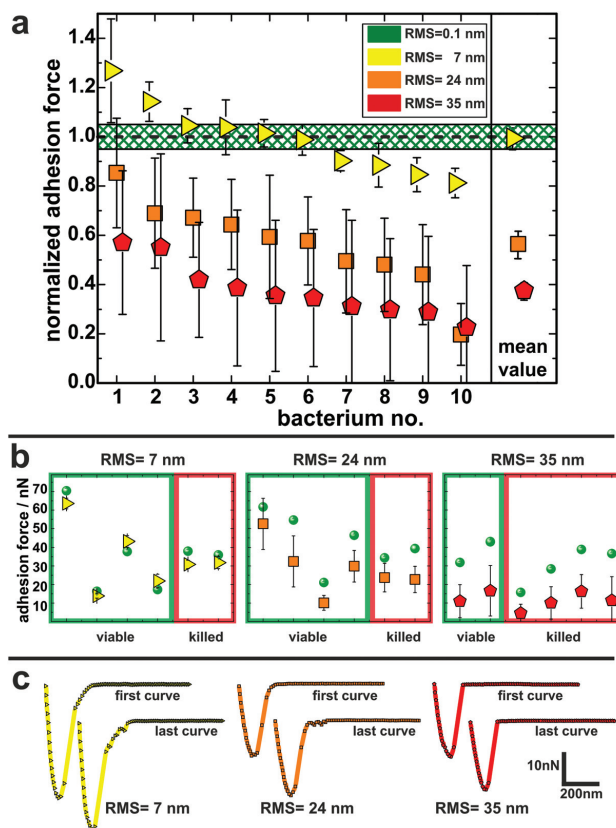 a
normalized adhesion force
1.4
1.2
1.0
0.8
0.6
0.4
0.2
0.0
RMS=0.1 nm
RMS= 7 nm
RMS= 24 nm
RMS= 35 nm
1 2 3 4 5 6 7 8 9 10
mean
value
bacterium no.
b
RMS= 7 nm RMS= 24 nm RMS= 35 nm
adhesion force / nN
70
60
50
40
30
20
10
viable killed viable killed viable killed
c
first curve first curve first curve
last curve last curve last curve
10nN
200nm
RMS= 7 nm RMS= 24 nm RMS= 35 nm